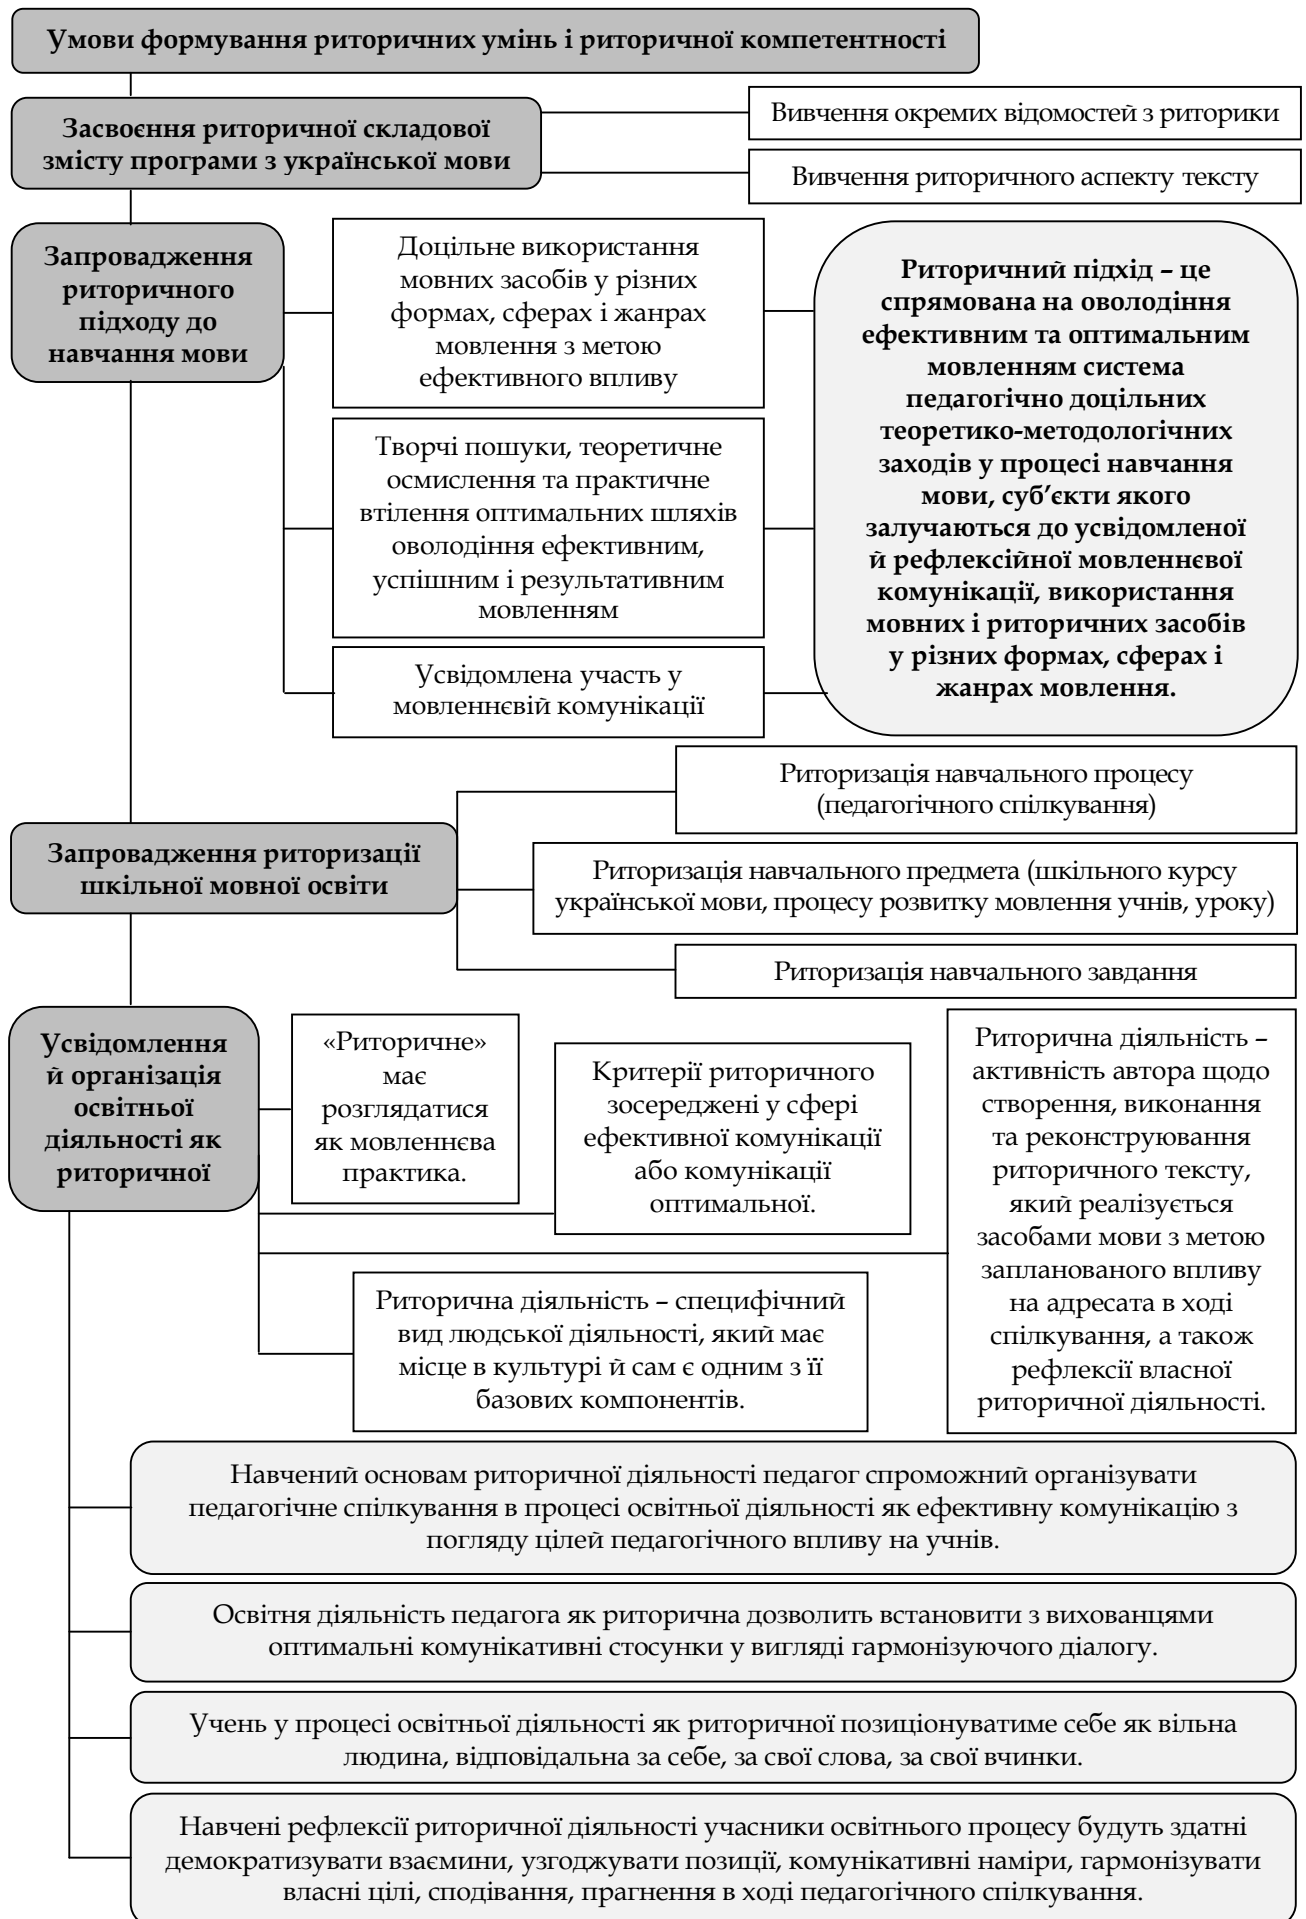 Умови формування риторичних умінь і риторичної компетентності
Засвоєння риторичної складової
змісту програми з української мови
Вивчення окремих відомостей з риторики
Вивчення риторичного аспекту тексту
Запровадження
риторичного
підходу до
навчання мови
Доцільне використання
мовних засобів у різних
формах, сферах і жанрах
мовлення з метою
ефективного впливу
Творчі пошуки, теоретичне
осмислення та практичне
втілення оптимальних шляхів
оволодіння ефективним,
успішним і результативним
мовленням
Усвідомлена участь у
мовленнєвій комунікації
Риторичний підхід – це
спрямована на оволодіння
ефективним та оптимальним
мовленням система
педагогічно доцільних
теоретико-методологічних
заходів у процесі навчання
мови, суб’єкти якого
залучаються до усвідомленої
й рефлексійної мовленнєвої
комунікації, використання
мовних і риторичних засобів
у різних формах, сферах і
жанрах мовлення.
Запровадження риторизації
шкільної мовної освіти
Риторизація навчального процесу
(педагогічного спілкування)
Риторизація навчального предмета (шкільного курсу
української мови, процесу розвитку мовлення учнів, уроку)
Риторизація навчального завдання
Усвідомлення
й організація
освітньої
діяльності як
риторичної
«Риторичне»
має
розглядатися
як мовленнєва
практика.
Критерії риторичного
зосереджені у сфері
ефективної комунікації
або комунікації
оптимальної.
Риторична діяльність –
активність автора щодо
створення, виконання
та реконструювання
риторичного тексту,
який реалізується
засобами мови з метою
запланованого впливу
на адресата в ході
спілкування, а також
рефлексії власної
риторичної діяльності.
Риторична діяльність – специфічний
вид людської діяльності, який має
місце в культурі й сам є одним з її
базових компонентів.
Навчений основам риторичної діяльності педагог спроможний організувати
педагогічне спілкування в процесі освітньої діяльності як ефективну комунікацію з
погляду цілей педагогічного впливу на учнів.
Освітня діяльність педагога як риторична дозволить встановити з вихованцями
оптимальні комунікативні стосунки у вигляді гармонізуючого діалогу.
Учень у процесі освітньої діяльності як риторичної позиціонуватиме себе як вільна
людина, відповідальна за себе, за свої слова, за свої вчинки.
Навчені рефлексії риторичної діяльності учасники освітнього процесу будуть здатні
демократизувати взаємини, узгоджувати позиції, комунікативні наміри, гармонізувати
власні цілі, сподівання, прагнення в ході педагогічного спілкування.